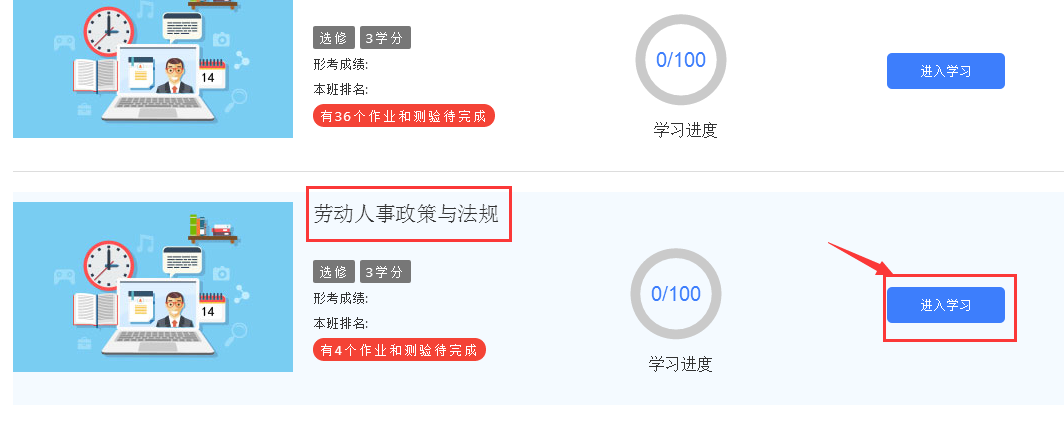 14
选修 3学分
形考成绩:
本班排名:
有36个作业和测验待完成
0/100
学习进度
进入学习
劳动人事政策与法规
14
选修 3学分
形考成绩:
本班排名:
有4个作业和测验待完成
0/100
学习进度
进入学习